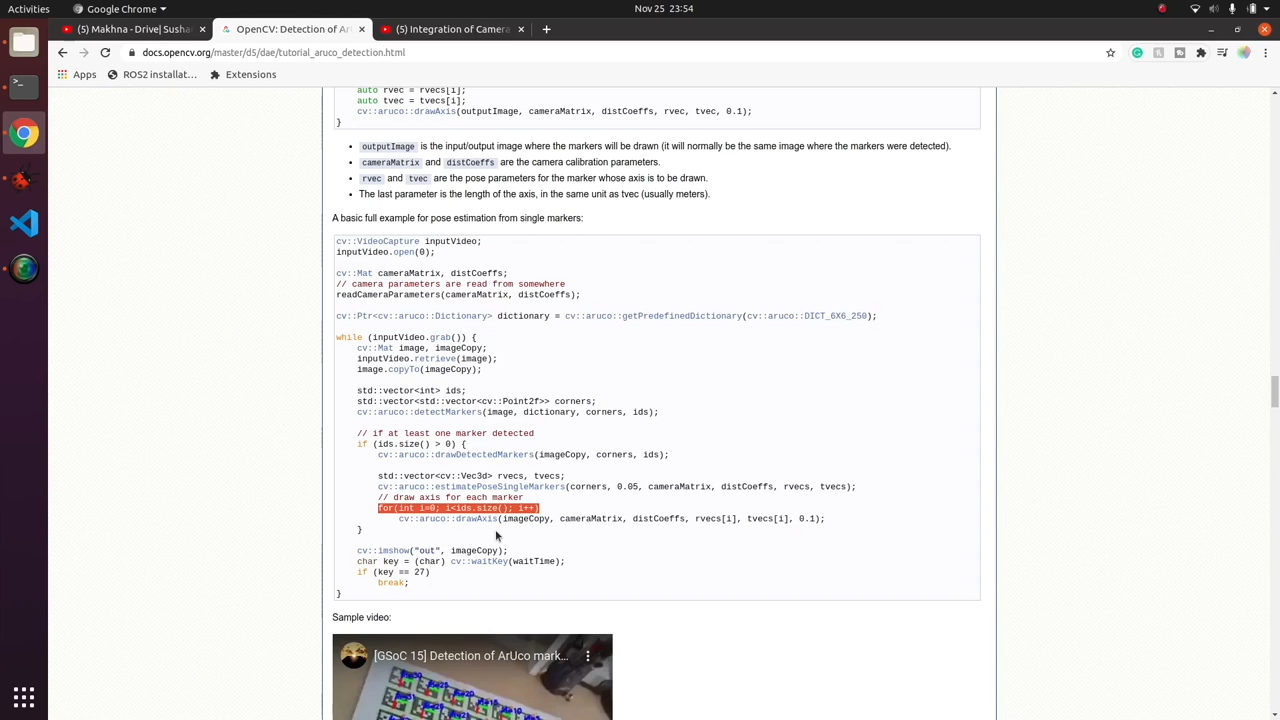 Activities
Google Chrome
Nov 25 23:54
(5) Makhna - Drive| Susha
OpenCV: Detection of ArU
(5) Integration of Camera
docs.opencv.org/master/d5/dae/tutorial_aruco_detection.html
Apps
ROS2 installat...
Extensions
auto rvec = rvecs[i];
auto tvec = tvecs[i];
cv::aruco::drawAxis(outputImage, cameraMatrix, distCoeffs, rvec, tvec, 0.1);
}
• outputImage is the input/output image where the markers will be drawn (it will normally be the same image where the markers were detected).
• cameraMatrix and distCoeffs are the camera calibration parameters.
• rvec and tvec are the pose parameters for the marker whose axis is to be drawn.
• The last parameter is the length of the axis, in the same unit as tvec (usually meters).
A basic full example for pose estimation from single markers:
cv::VideoCapture inputVideo;
inputVideo.open(0);
cv::Mat cameraMatrix, distCoeffs;
// camera parameters are read from somewhere
readCameraParameters(cameraMatrix, distCoeffs);
cv::Ptr<cv::aruco::Dictionary> dictionary = cv::aruco::getPredefinedDictionary(cv::aruco::DICT_6X6_250);
while (inputVideo.grab()) {
cv::Mat image, imageCopy;
inputVideo.retrieve(image);
image.copyTo(imageCopy);
std::vector<int> ids;
std::vector<std::vector<cv::Point2f>> corners;
cv::aruco::detectMarkers(image, dictionary, corners, ids);
// if at least one marker detected
if (ids.size() > 0) {
cv::aruco::drawDetectedMarkers(imageCopy, corners, ids);
std::vector<cv::Vec3d> rvecs, tvecs;
cv::aruco::estimatePoseSingleMarkers(corners, 0.05, cameraMatrix, distCoeffs, rvecs, tvecs);
// draw axis for each marker
for(int i=0; i<ids.size(); i++)
cv::aruco::drawAxis(imageCopy, cameraMatrix, distCoeffs, rvecs[i], tvecs[i], 0.1);
}
cv::imshow("out", imageCopy);
char key = (char) cv::waitKey(waitTime);
if (key == 27)
break;
}
Sample video:
[GSoC 15] Detection of ArUco mark...